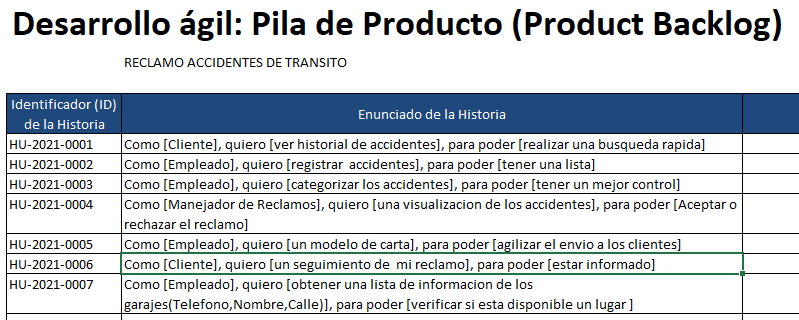 Desarrollo ágil: Pila de Producto (Product Backlog)
RECLAMO ACCIDENTES DE TRANSITO
Identificador (ID)
de la Historia
Enunciado de la Historia
HU-2021-0001 Como [Cliente], quiero [ver historial de accidentes], para poder [realizar una busqueda rapida]
HU-2021-0002 Como [Empleado], quiero [registrar  accidentes], para poder [tener una lista]
HU-2021-0003 Como [Empleado], quiero [categorizar los accidentes], para poder [tener un mejor control]
HU-2021-0004 Como [Manejador de Reclamos], quiero [una visualizacion de los accidentes], para poder [Aceptar o
rechazar el reclamo]
HU-2021-0005 Como [Empleado], quiero [un modelo de carta], para poder [agilizar el envio a los clientes]
HU-2021-0006 Como [Cliente], quiero [un seguimiento de  mi reclamo], para poder [estar informado]
HU-2021-0007 Como [Empleado], quiero [obtener una lista de informacion de los
garajes(Telefono,Nombre,Calle)], para poder [verificar si esta disponible un lugar ]